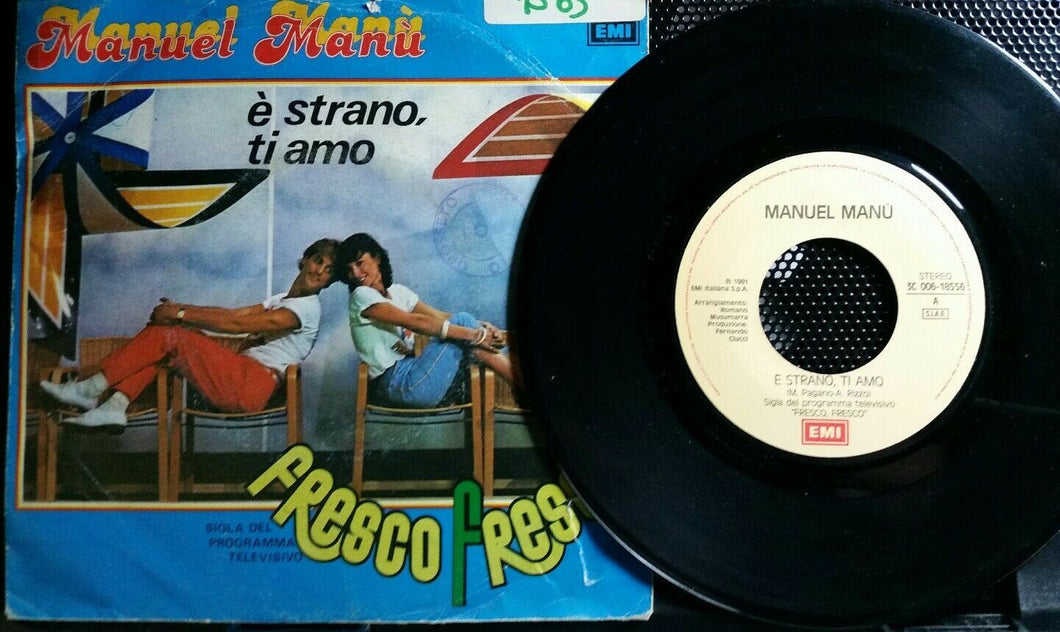 Manuel Manù
EMI
è strano,
ti amo
FRESCO
SIGLA DEL
PROGRAMMA
TELEVISIVO
MANUEL MANÙ
STEREO
3C 006-18556
A
S.I.A.E.
℗ 1981
EMI Italiana S.p.A.
Arrangiamento:
Romano
Musumarra
Produzione:
Fernando
Ciucci
È STRANO, TI AMO
(M. Pagano-A. Rizzo)
Sigla del programma televisivo
"FRESCO, FRESCO"
EMI